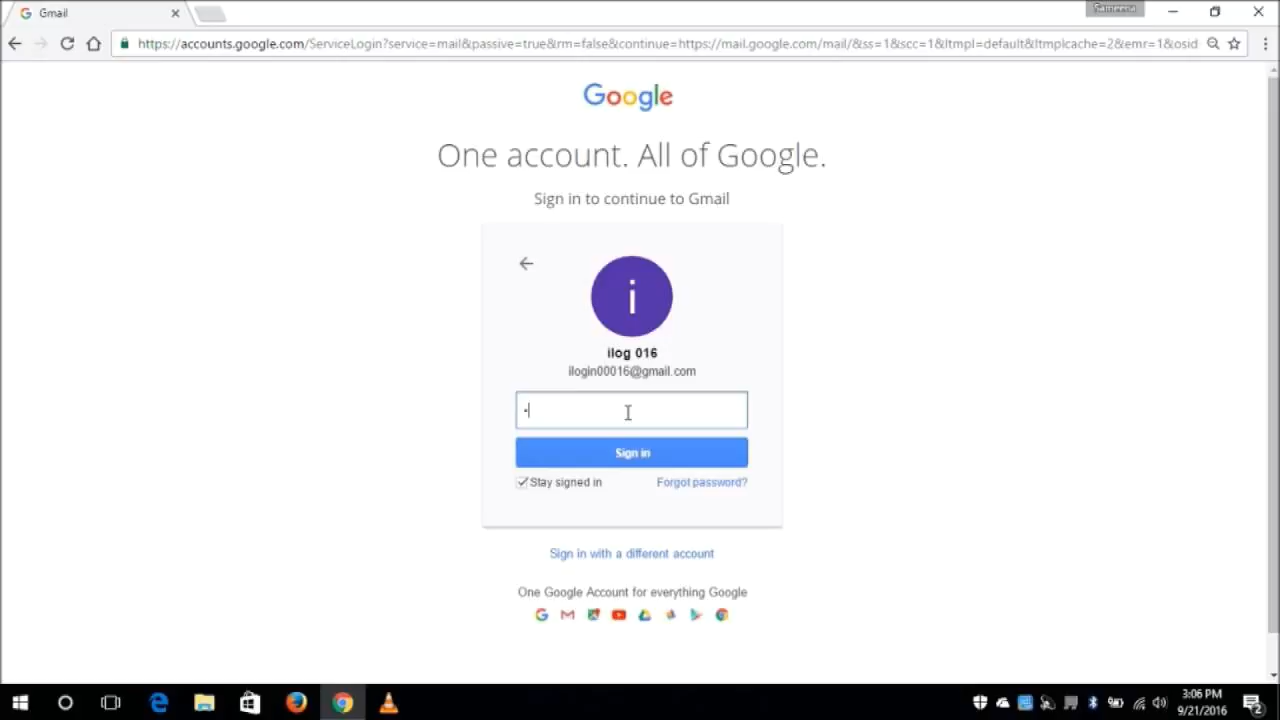 Gmail
Sameena
https://accounts.google.com/ServiceLogin?service=mail&passive=true&rm=false&continue=https://mail.google.com/mail/&ss=1&scc=1&ltmpl=default&ltmplcache=2&emr=1&osid
Google
One account. All of Google.
Sign in to continue to Gmail
i
ilog 016
ilogin00016@gmail.com
Sign in
Stay signed in
Forgot password?
Sign in with a different account
One Google Account for everything Google
3:06 PM
9/21/2016
2